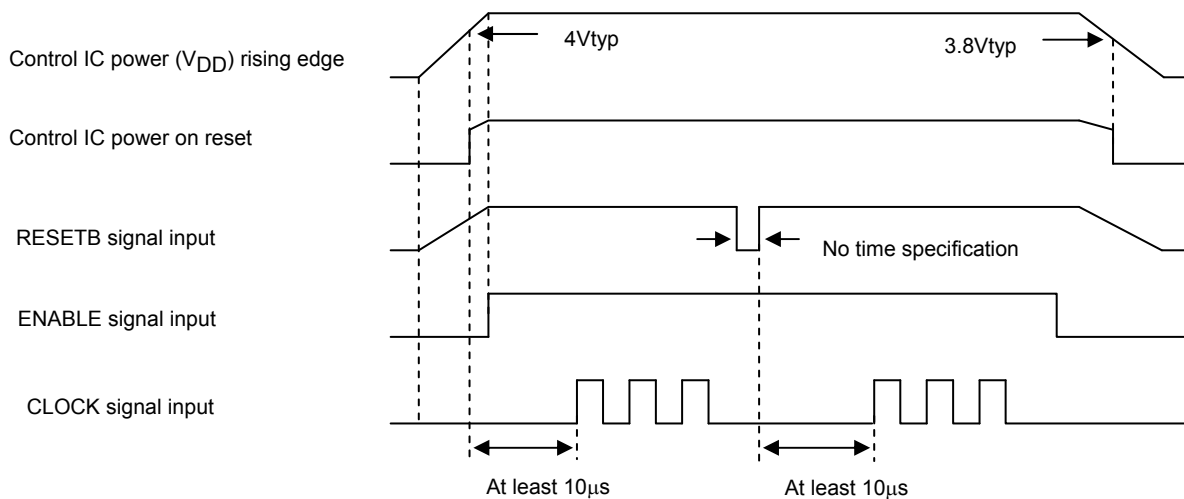 4Vtyp
3.8Vtyp
Control IC power (VDD) rising edge
Control IC power on reset
RESETB signal input
No time specification
ENABLE signal input
CLOCK signal input
At least 10μs
At least 10μs